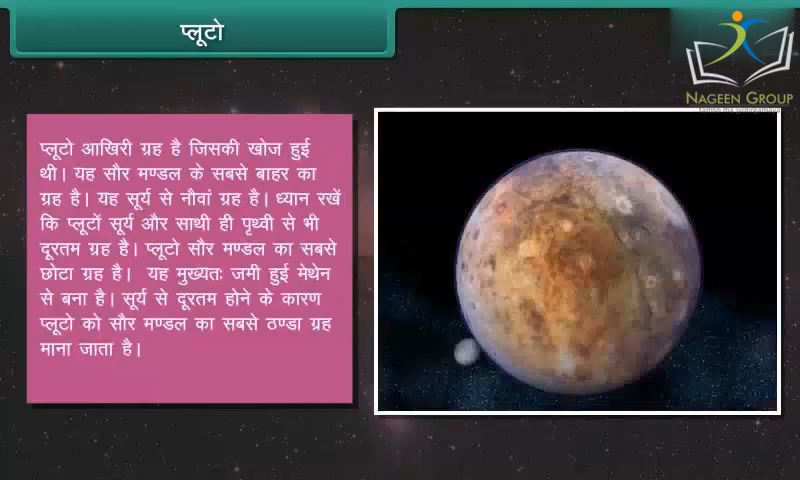 प्लूटो
NAGEEN GROUP
प्लूटो आखिरी ग्रह है जिसकी खोज हुई
थी। यह सौर मण्डल के सबसे बाहर का
ग्रह है। यह सूर्य से नौवां ग्रह है। ध्यान रखें
कि प्लूटों सूर्य और साथी ही पृथ्वी से भी
दूरतम ग्रह है। प्लूटो सौर मण्डल का सबसे
छोटा ग्रह है। यह मुख्यतः जमी हुई मेथेन
से बना है। सूर्य से दूरतम होने के कारण
प्लूटो को सौर मण्डल का सबसे ठण्डा ग्रह
माना जाता है।